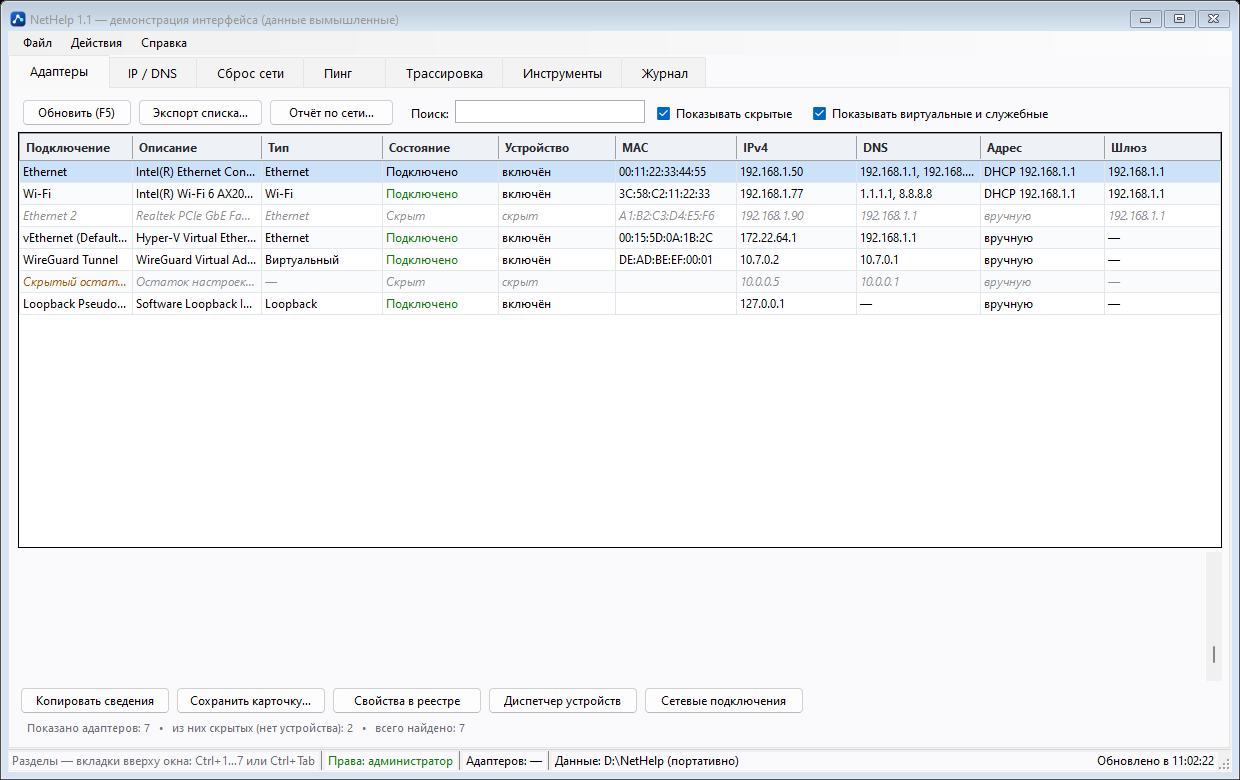 NetHelp 1.1 — демонстрация интерфейса (данные вымышленные)
Файл Действия Справка
Адаптеры IP / DNS Сброс сети Пинг Трассировка Инструменты Журнал
Обновить (F5) Экспорт списка... Отчёт по сети... Поиск: Показывать скрытые Показывать виртуальные и служебные
Подключение Описание Тип Состояние Устройство MAC IPv4 DNS Адрес Шлюз
Ethernet Intel(R) Ethernet Con... Ethernet Подключено включён 00:11:22:33:44:55 192.168.1.50 192.168.1.1, 192.168.... DHCP 192.168.1.1 192.168.1.1
Wi-Fi Intel(R) Wi-Fi 6 AX20... Wi-Fi Подключено включён 3C:58:C2:11:22:33 192.168.1.77 1.1.1.1, 8.8.8.8 DHCP 192.168.1.1 192.168.1.1
Ethernet 2 Realtek PCIe GbE Fa... Ethernet Скрыт скрыт A1:B2:C3:D4:E5:F6 192.168.1.90 192.168.1.1 вручную 192.168.1.1
vEthernet (Default... Hyper-V Virtual Ether... Ethernet Подключено включён 00:15:5D:0A:1B:2C 172.22.64.1 192.168.1.1 вручную —
WireGuard Tunnel WireGuard Virtual Ad... Виртуальный Подключено включён DE:AD:BE:EF:00:01 10.7.0.2 10.7.0.1 вручную —
Скрытый остат... Остаток настроек... — Скрыт скрыт 10.0.0.5 10.0.0.1 вручную —
Loopback Pseudo... Software Loopback I... Loopback Подключено включён 127.0.0.1 — вручную —
Копировать сведения Сохранить карточку... Свойства в реестре Диспетчер устройств Сетевые подключения
Показано адаптеров: 7 • из них скрытых (нет устройства): 2 • всего найдено: 7
Разделы — вкладки вверху окна: Ctrl+1...7 или Ctrl+Tab Права: администратор Адаптеров: — Данные: D:\NetHelp (портативно) Обновлено в 11:02:22